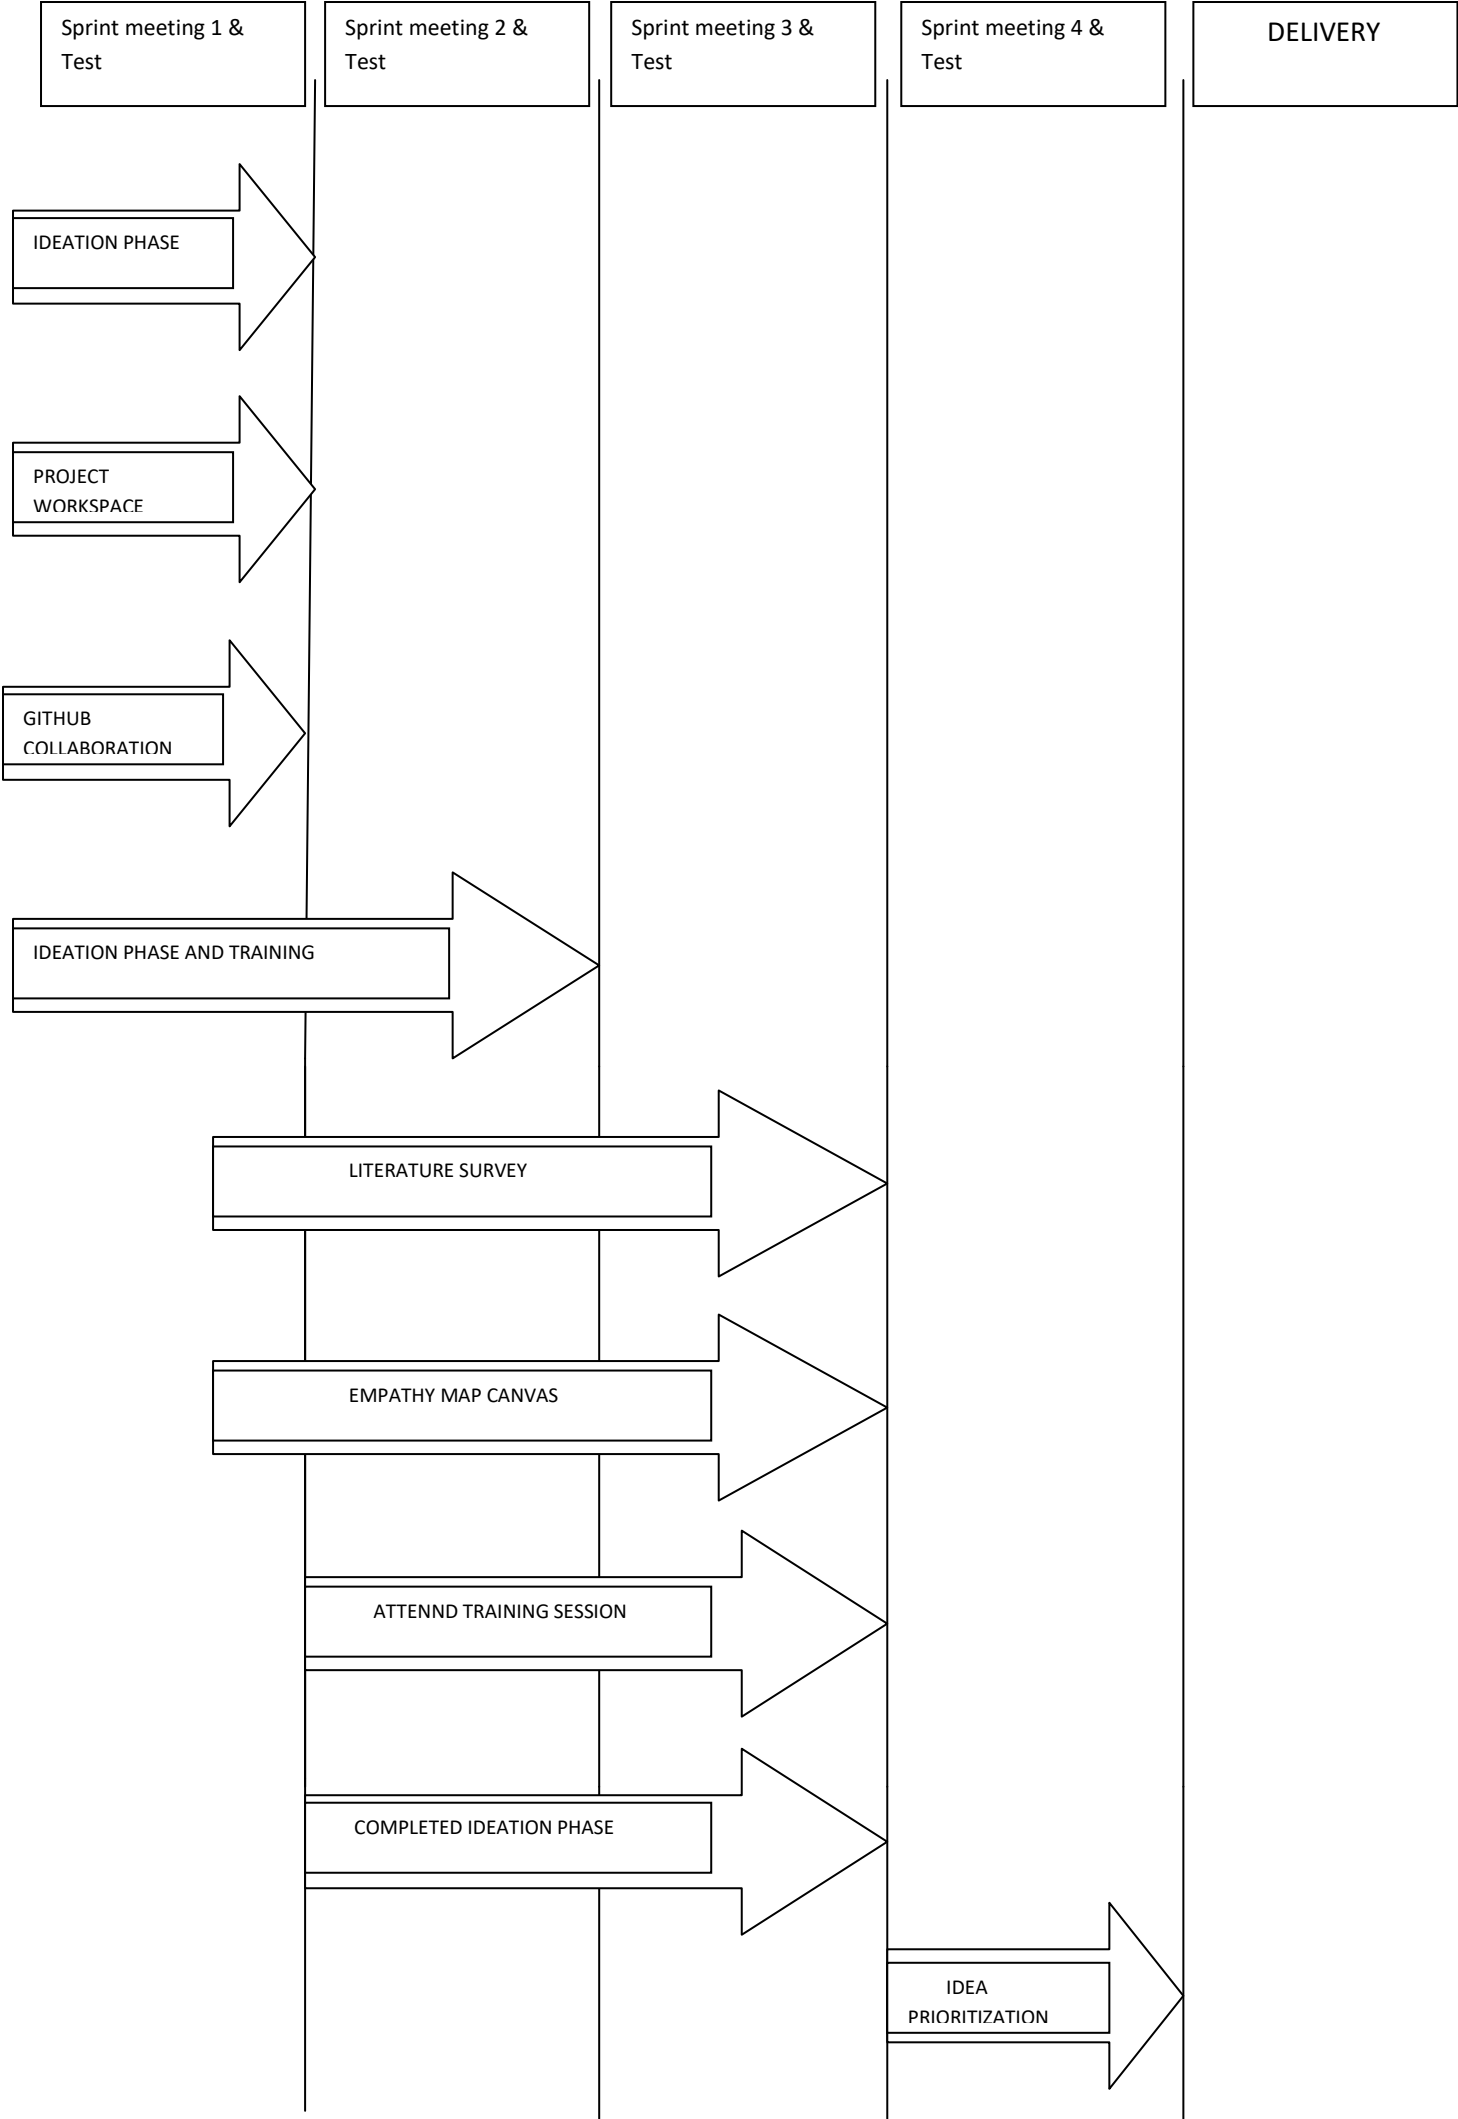 Sprint meeting 1 &
Test
Sprint meeting 2 &
Test
Sprint meeting 3 &
Test
Sprint meeting 4 &
Test
DELIVERY
IDEATION PHASE
PROJECT
WORKSPACE
GITHUB
COLLABORATION
IDEATION PHASE AND TRAINING
LITERATURE SURVEY
EMPATHY MAP CANVAS
ATTENND TRAINING SESSION
COMPLETED IDEATION PHASE
IDEA
PRIORITIZATION